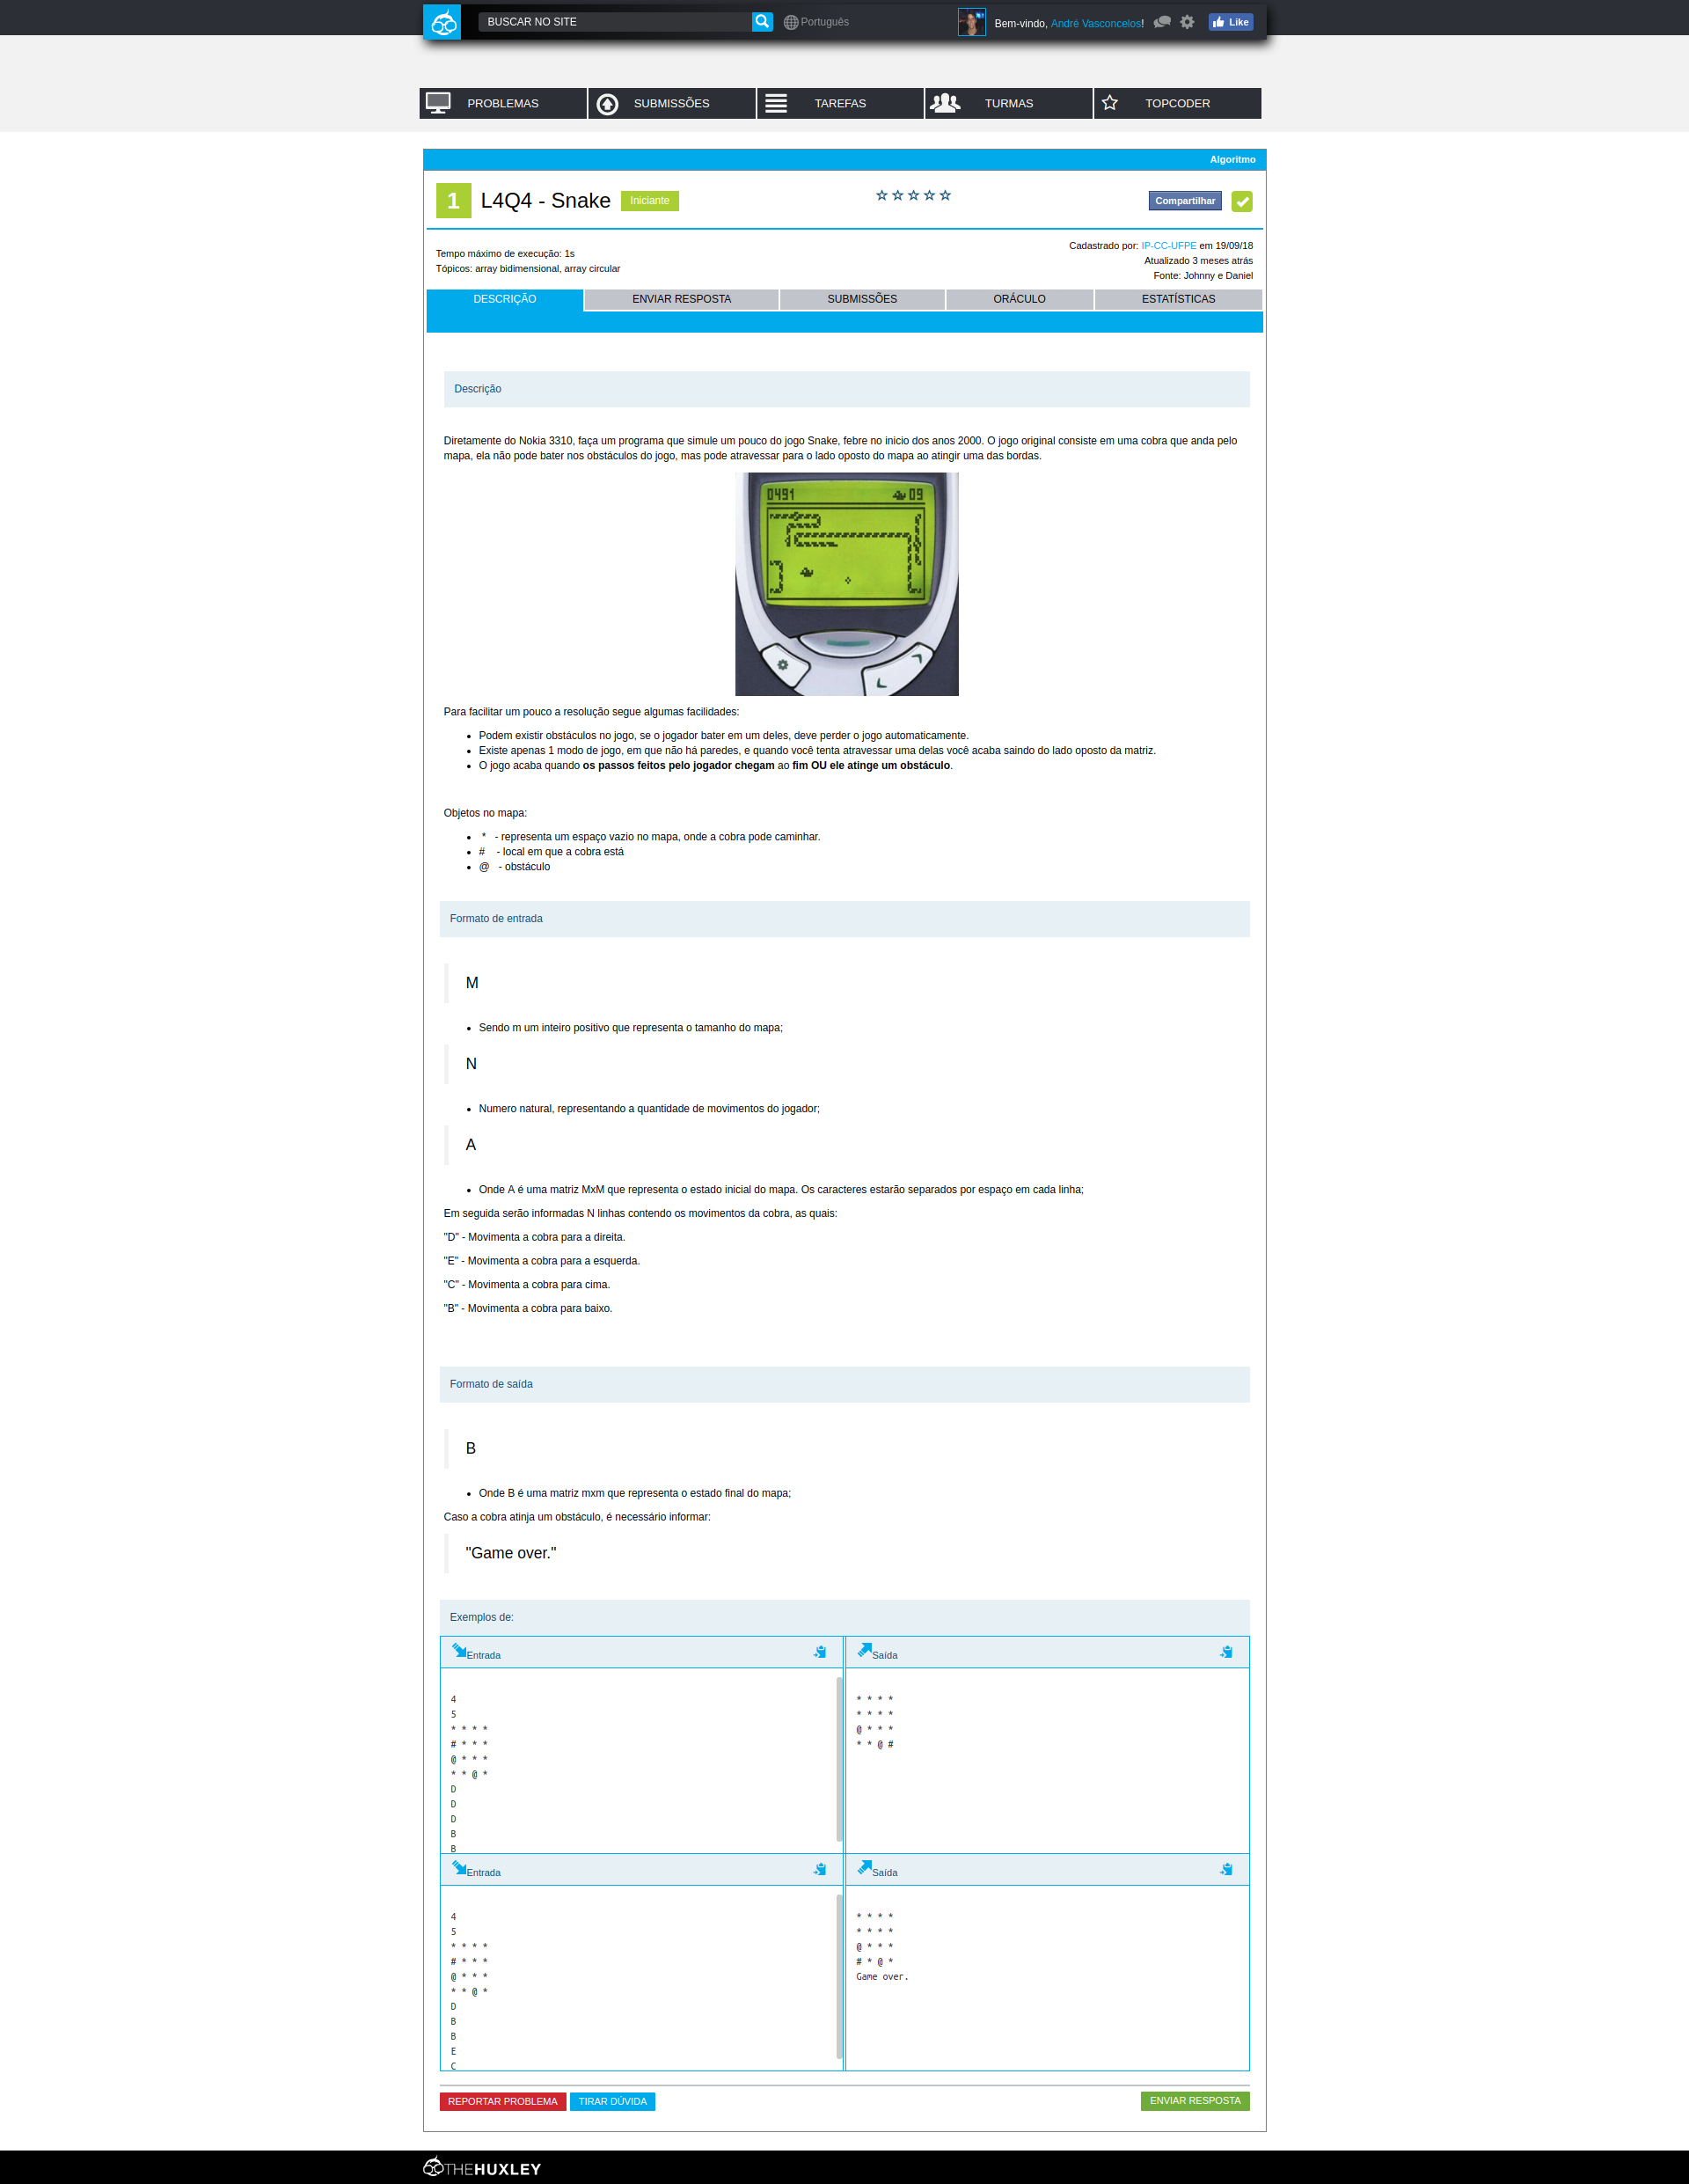 BUSCAR NO SITE
Português
Bem-vindo, André Vasconcelos!
Like
PROBLEMAS
SUBMISSÕES
TAREFAS
TURMAS
TOPCODER
Algoritmo
1
L4Q4 - Snake
Iniciante
Compartilhar
Tempo máximo de execução: 1s
Tópicos: array bidimensional, array circular
Cadastrado por: IP-CC-UFPE em 19/09/18
Atualizado 3 meses atrás
Fonte: Johnny e Daniel
DESCRIÇÃO
ENVIAR RESPOSTA
SUBMISSÕES
ORÁCULO
ESTATÍSTICAS
Descrição
Diretamente do Nokia 3310, faça um programa que simule um pouco do jogo Snake, febre no inicio dos anos 2000. O jogo original consiste em uma cobra que anda pelo
mapa, ela não pode bater nos obstáculos do jogo, mas pode atravessar para o lado oposto do mapa ao atingir uma das bordas.
0491
09
Para facilitar um pouco a resolução segue algumas facilidades:
• Podem existir obstáculos no jogo, se o jogador bater em um deles, deve perder o jogo automaticamente.
• Existe apenas 1 modo de jogo, em que não há paredes, e quando você tenta atravessar uma delas você acaba saindo do lado oposto da matriz.
• O jogo acaba quando os passos feitos pelo jogador chegam ao fim OU ele atinge um obstáculo.
Objetos no mapa:
• * - representa um espaço vazio no mapa, onde a cobra pode caminhar.
• # - local em que a cobra está
• @ - obstáculo
Formato de entrada
M
• Sendo m um inteiro positivo que representa o tamanho do mapa;
N
• Numero natural, representando a quantidade de movimentos do jogador;
A
• Onde A é uma matriz MxM que representa o estado inicial do mapa. Os caracteres estarão separados por espaço em cada linha;
Em seguida serão informadas N linhas contendo os movimentos da cobra, as quais:
"D" - Movimenta a cobra para a direita.
"E" - Movimenta a cobra para a esquerda.
"C" - Movimenta a cobra para cima.
"B" - Movimenta a cobra para baixo.
Formato de saída
B
• Onde B é uma matriz mxm que representa o estado final do mapa;
Caso a cobra atinja um obstáculo, é necessário informar:
"Game over."
Exemplos de:
Entrada
4
5
* * * *
# * * *
@ * * *
* * @ *
D
D
D
B
B
Saída
* * * *
* * * *
@ * * *
* * @ #
Entrada
4
5
* * * *
# * * *
@ * * *
* * @ *
D
B
B
E
C
Saída
* * * *
* * * *
@ * * *
# * @ *
Game over.
REPORTAR PROBLEMA
TIRAR DÚVIDA
ENVIAR RESPOSTA
THEHUXLEY